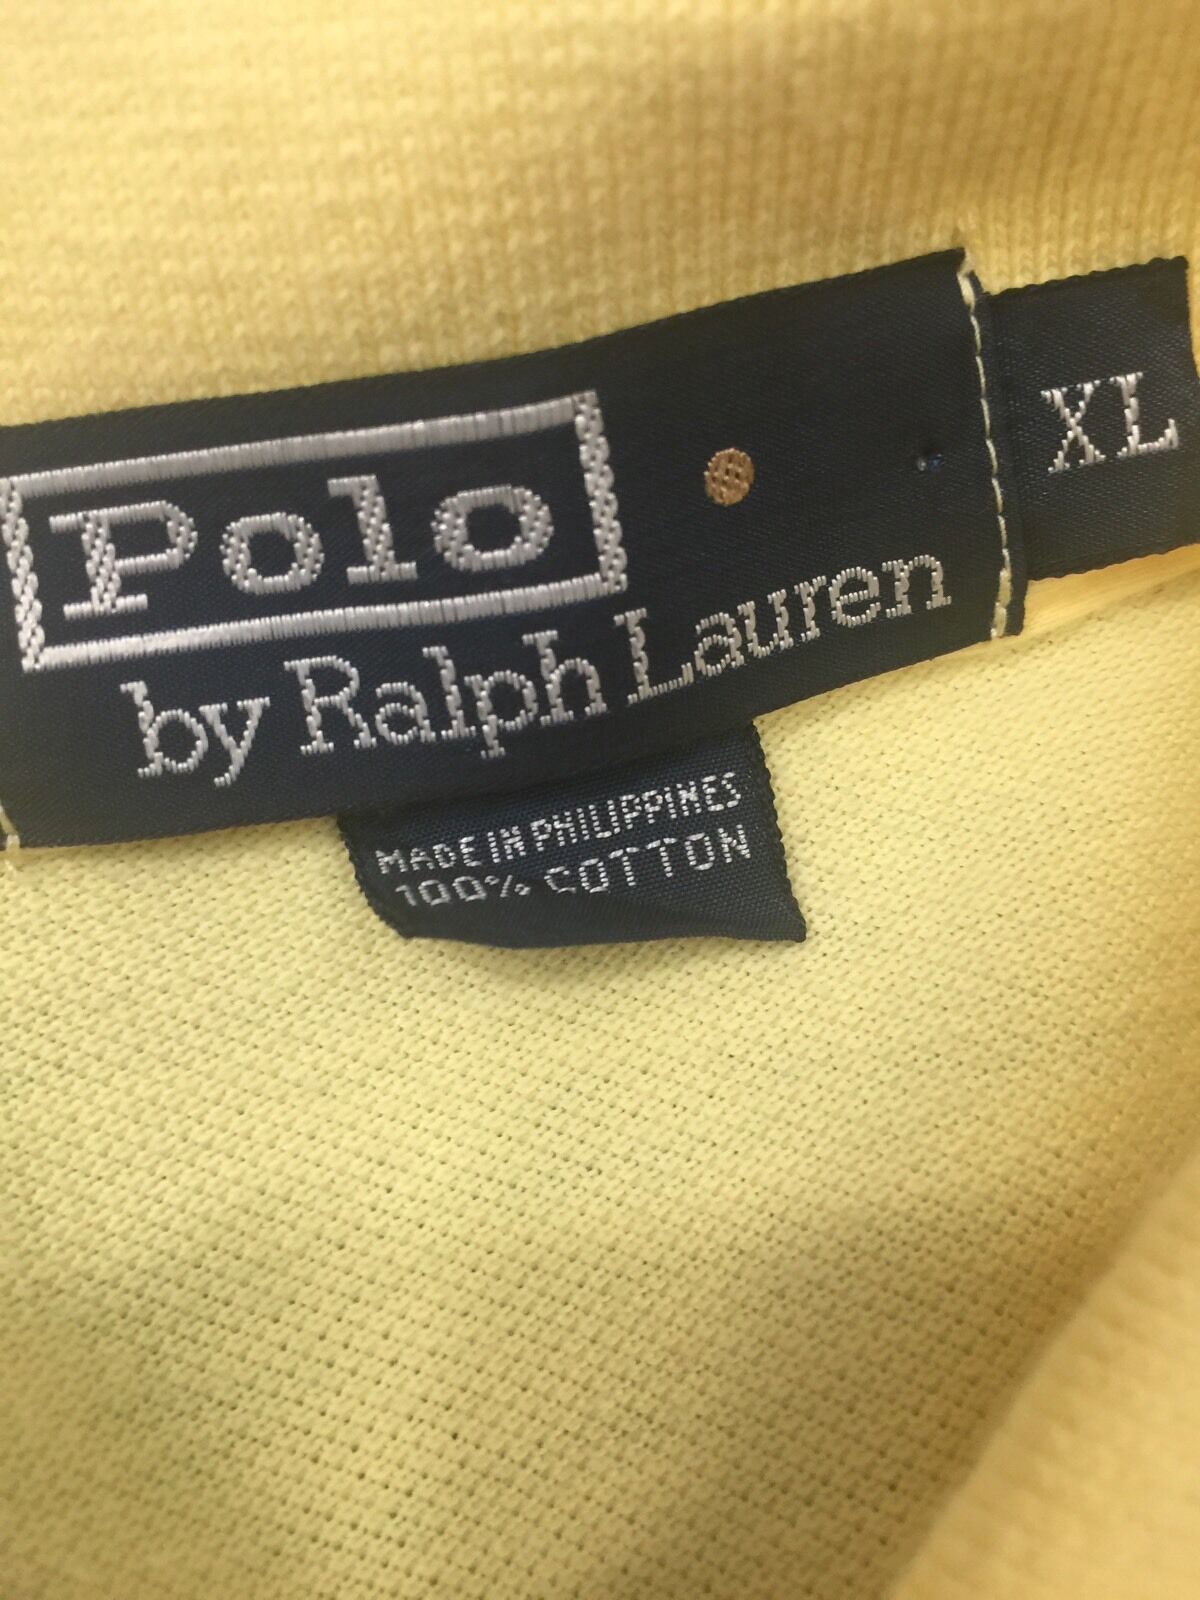 Polo
by Ralph Lauren
XL
MADE IN PHILIPPINES
100% COTTON